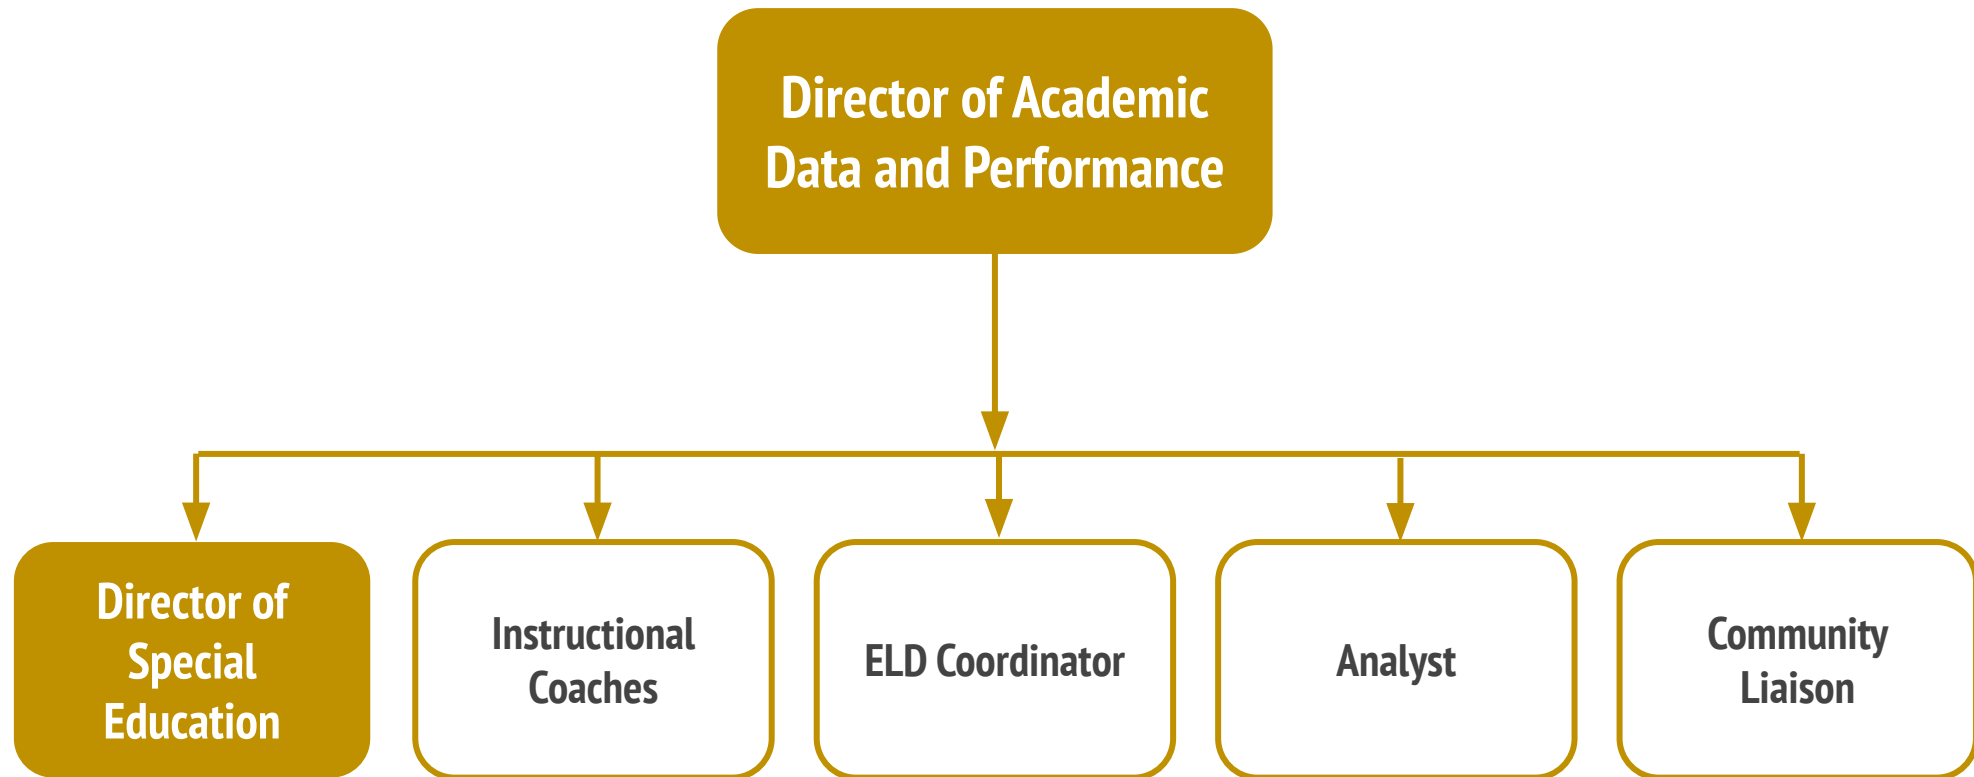 Director of Academic
Data and Performance
Director of
Special
Education
Instructional
Coaches
ELD Coordinator
Analyst
Community
Liaison